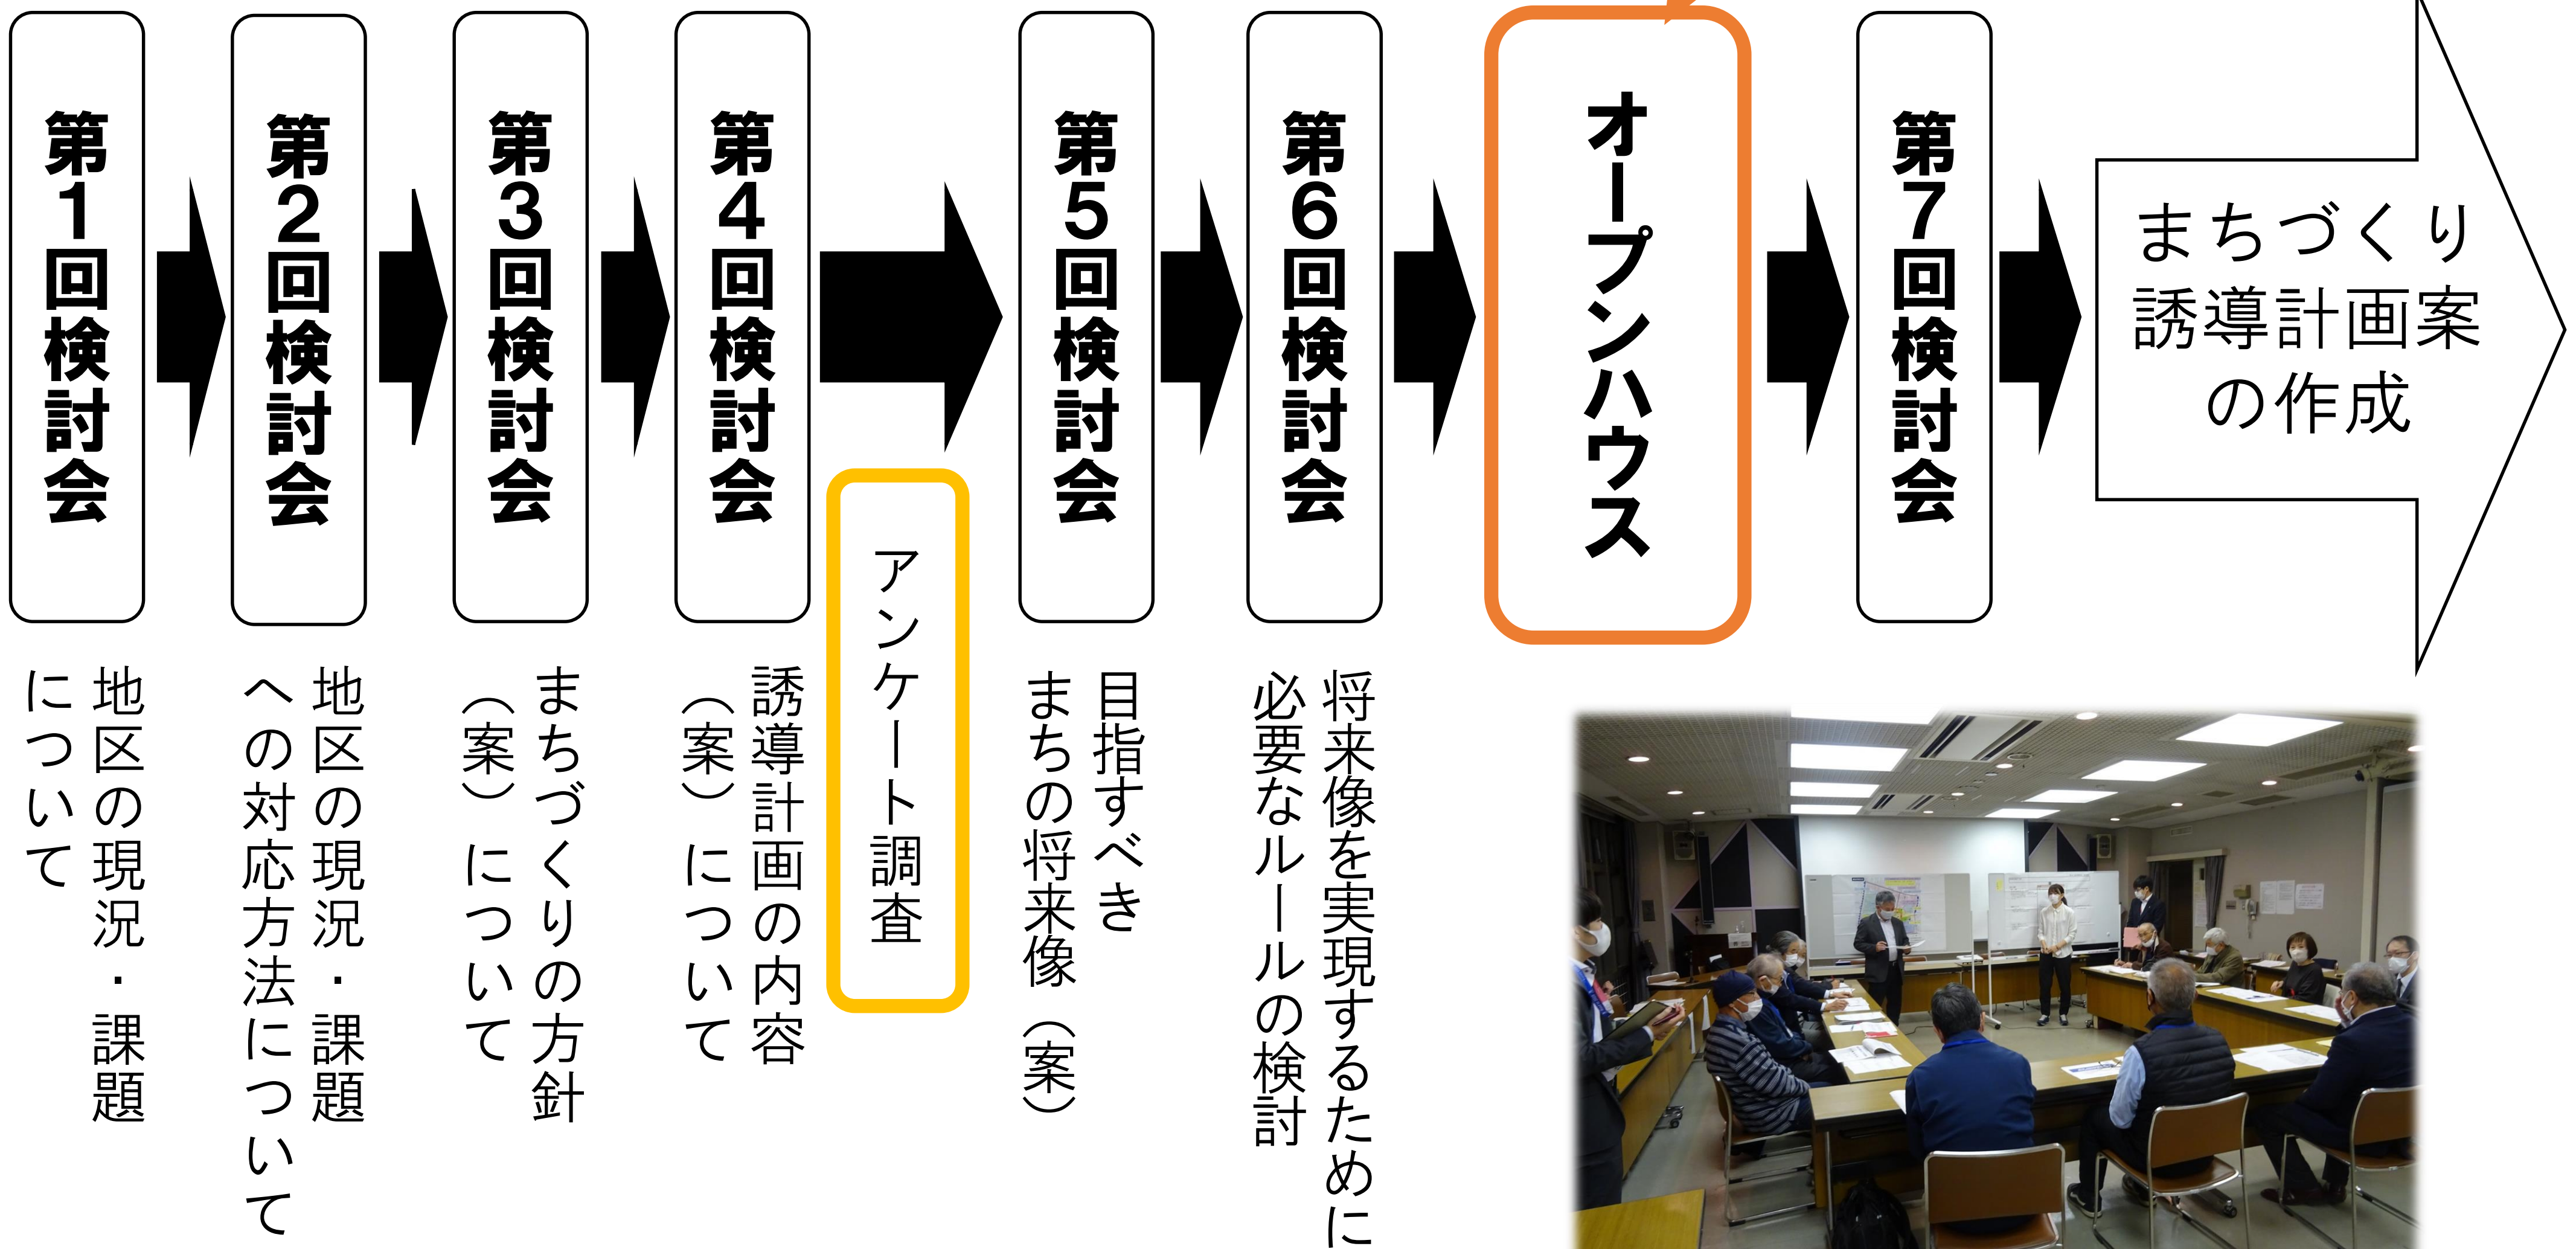 第1回検討会
地区の現況・課題
について
第2回検討会
地区の現況・課題
への対応方法について
第3回検討会
まちづくりの方針
（案）について
第4回検討会
誘導計画の内容
（案）について
アンケート調査
第5回検討会
目指すべき
まちの将来像（案）
第6回検討会
将来像を実現するために
必要なルールの検討
オープンハウス
第7回検討会
まちづくり
誘導計画案
の作成